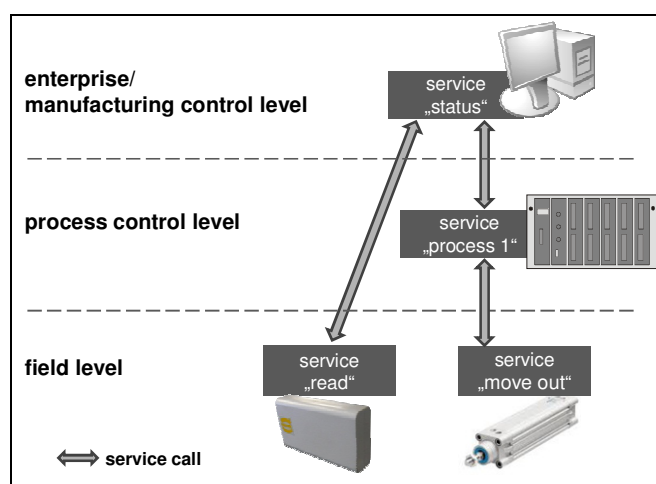 enterprise/
manufacturing control level
service
„status“
process control level
service
„process 1“
field level
service
„read“
service
„move out“
service call